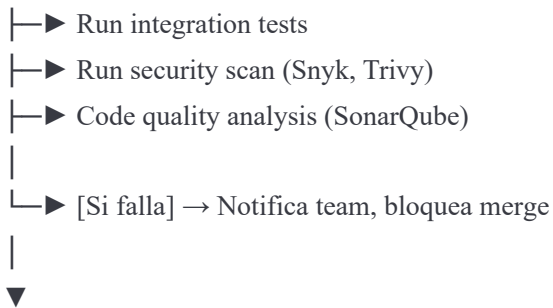 ├─► Run integration tests
├─► Run security scan (Snyk, Trivy)
├─► Code quality analysis (SonarQube)
│
└─► [Si falla] → Notifica team, bloquea merge
│
▼